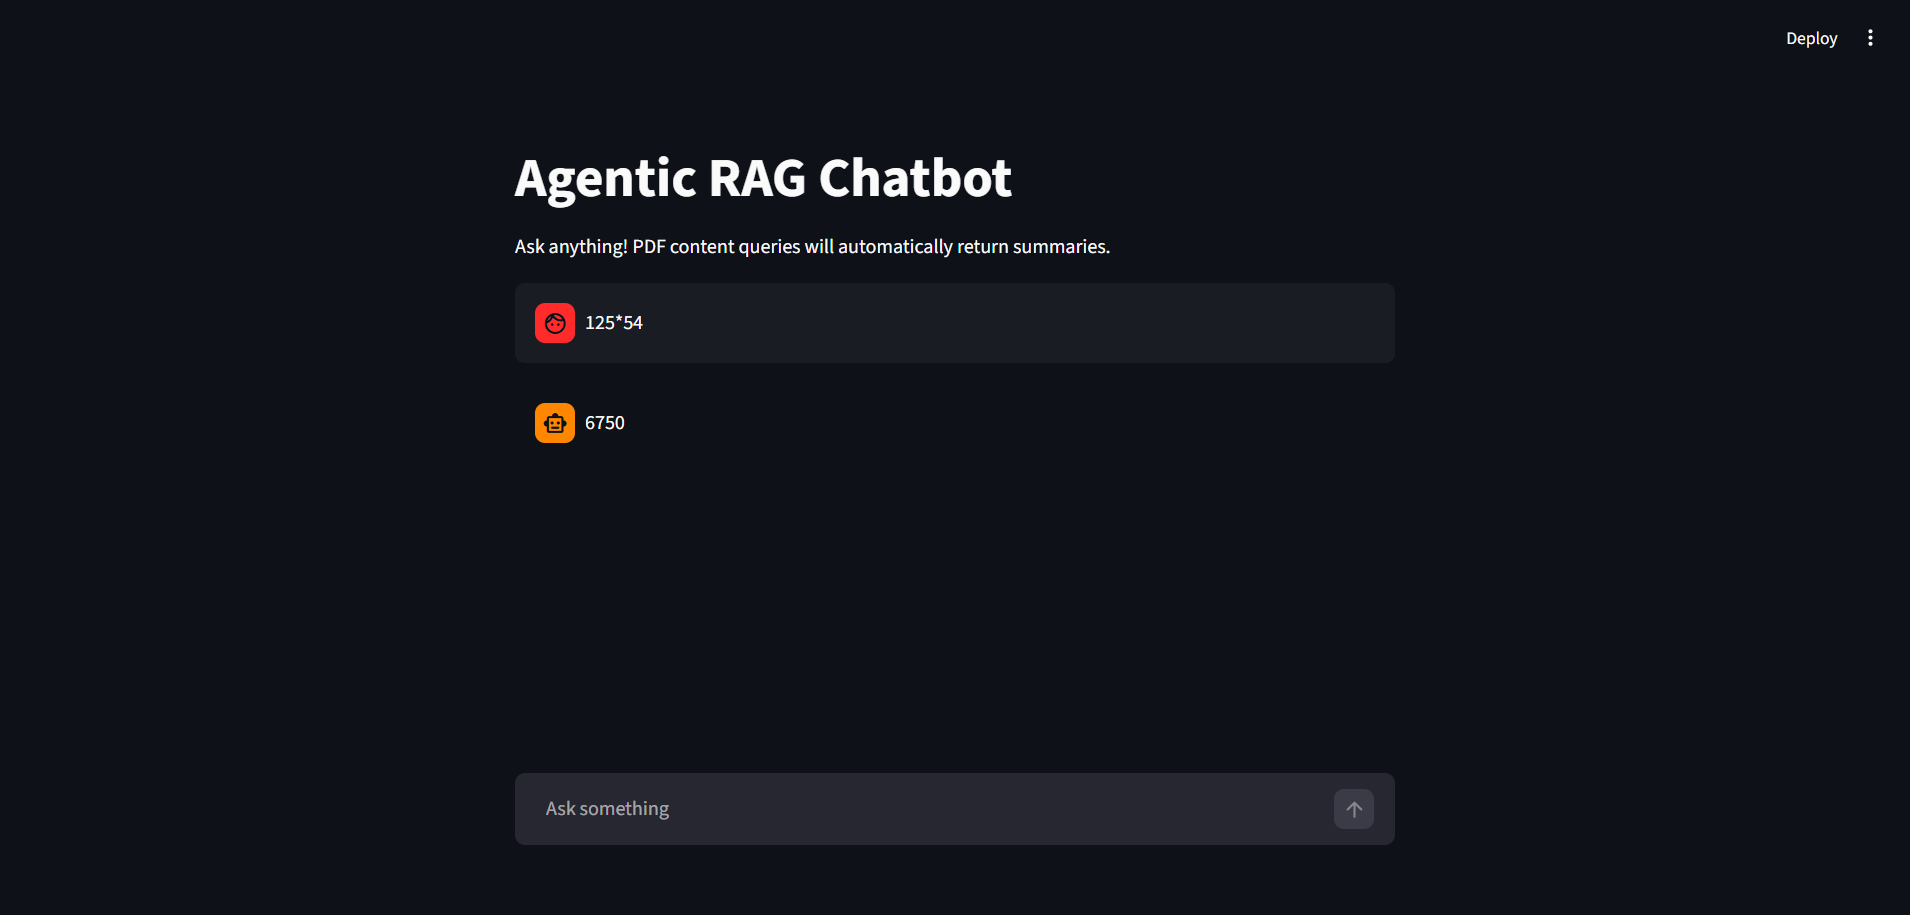 Deploy
Agentic RAG Chatbot
Ask anything! PDF content queries will automatically return summaries.
125*54
6750
Ask something